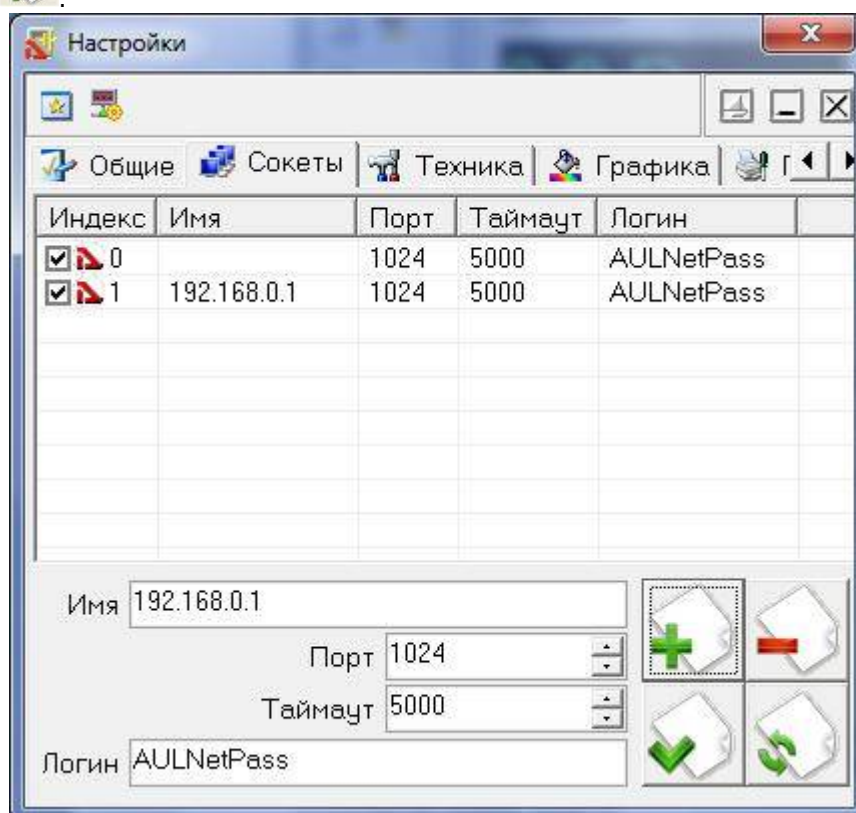 .
Настройки
Общие Сокеты Техника Графика
Индекс Имя Порт Таймаут Логин
0 1024 5000 AULNetPass
1 192.168.0.1 1024 5000 AULNetPass
Имя 192.168.0.1
Порт 1024
Таймаут 5000
Логин AULNetPass